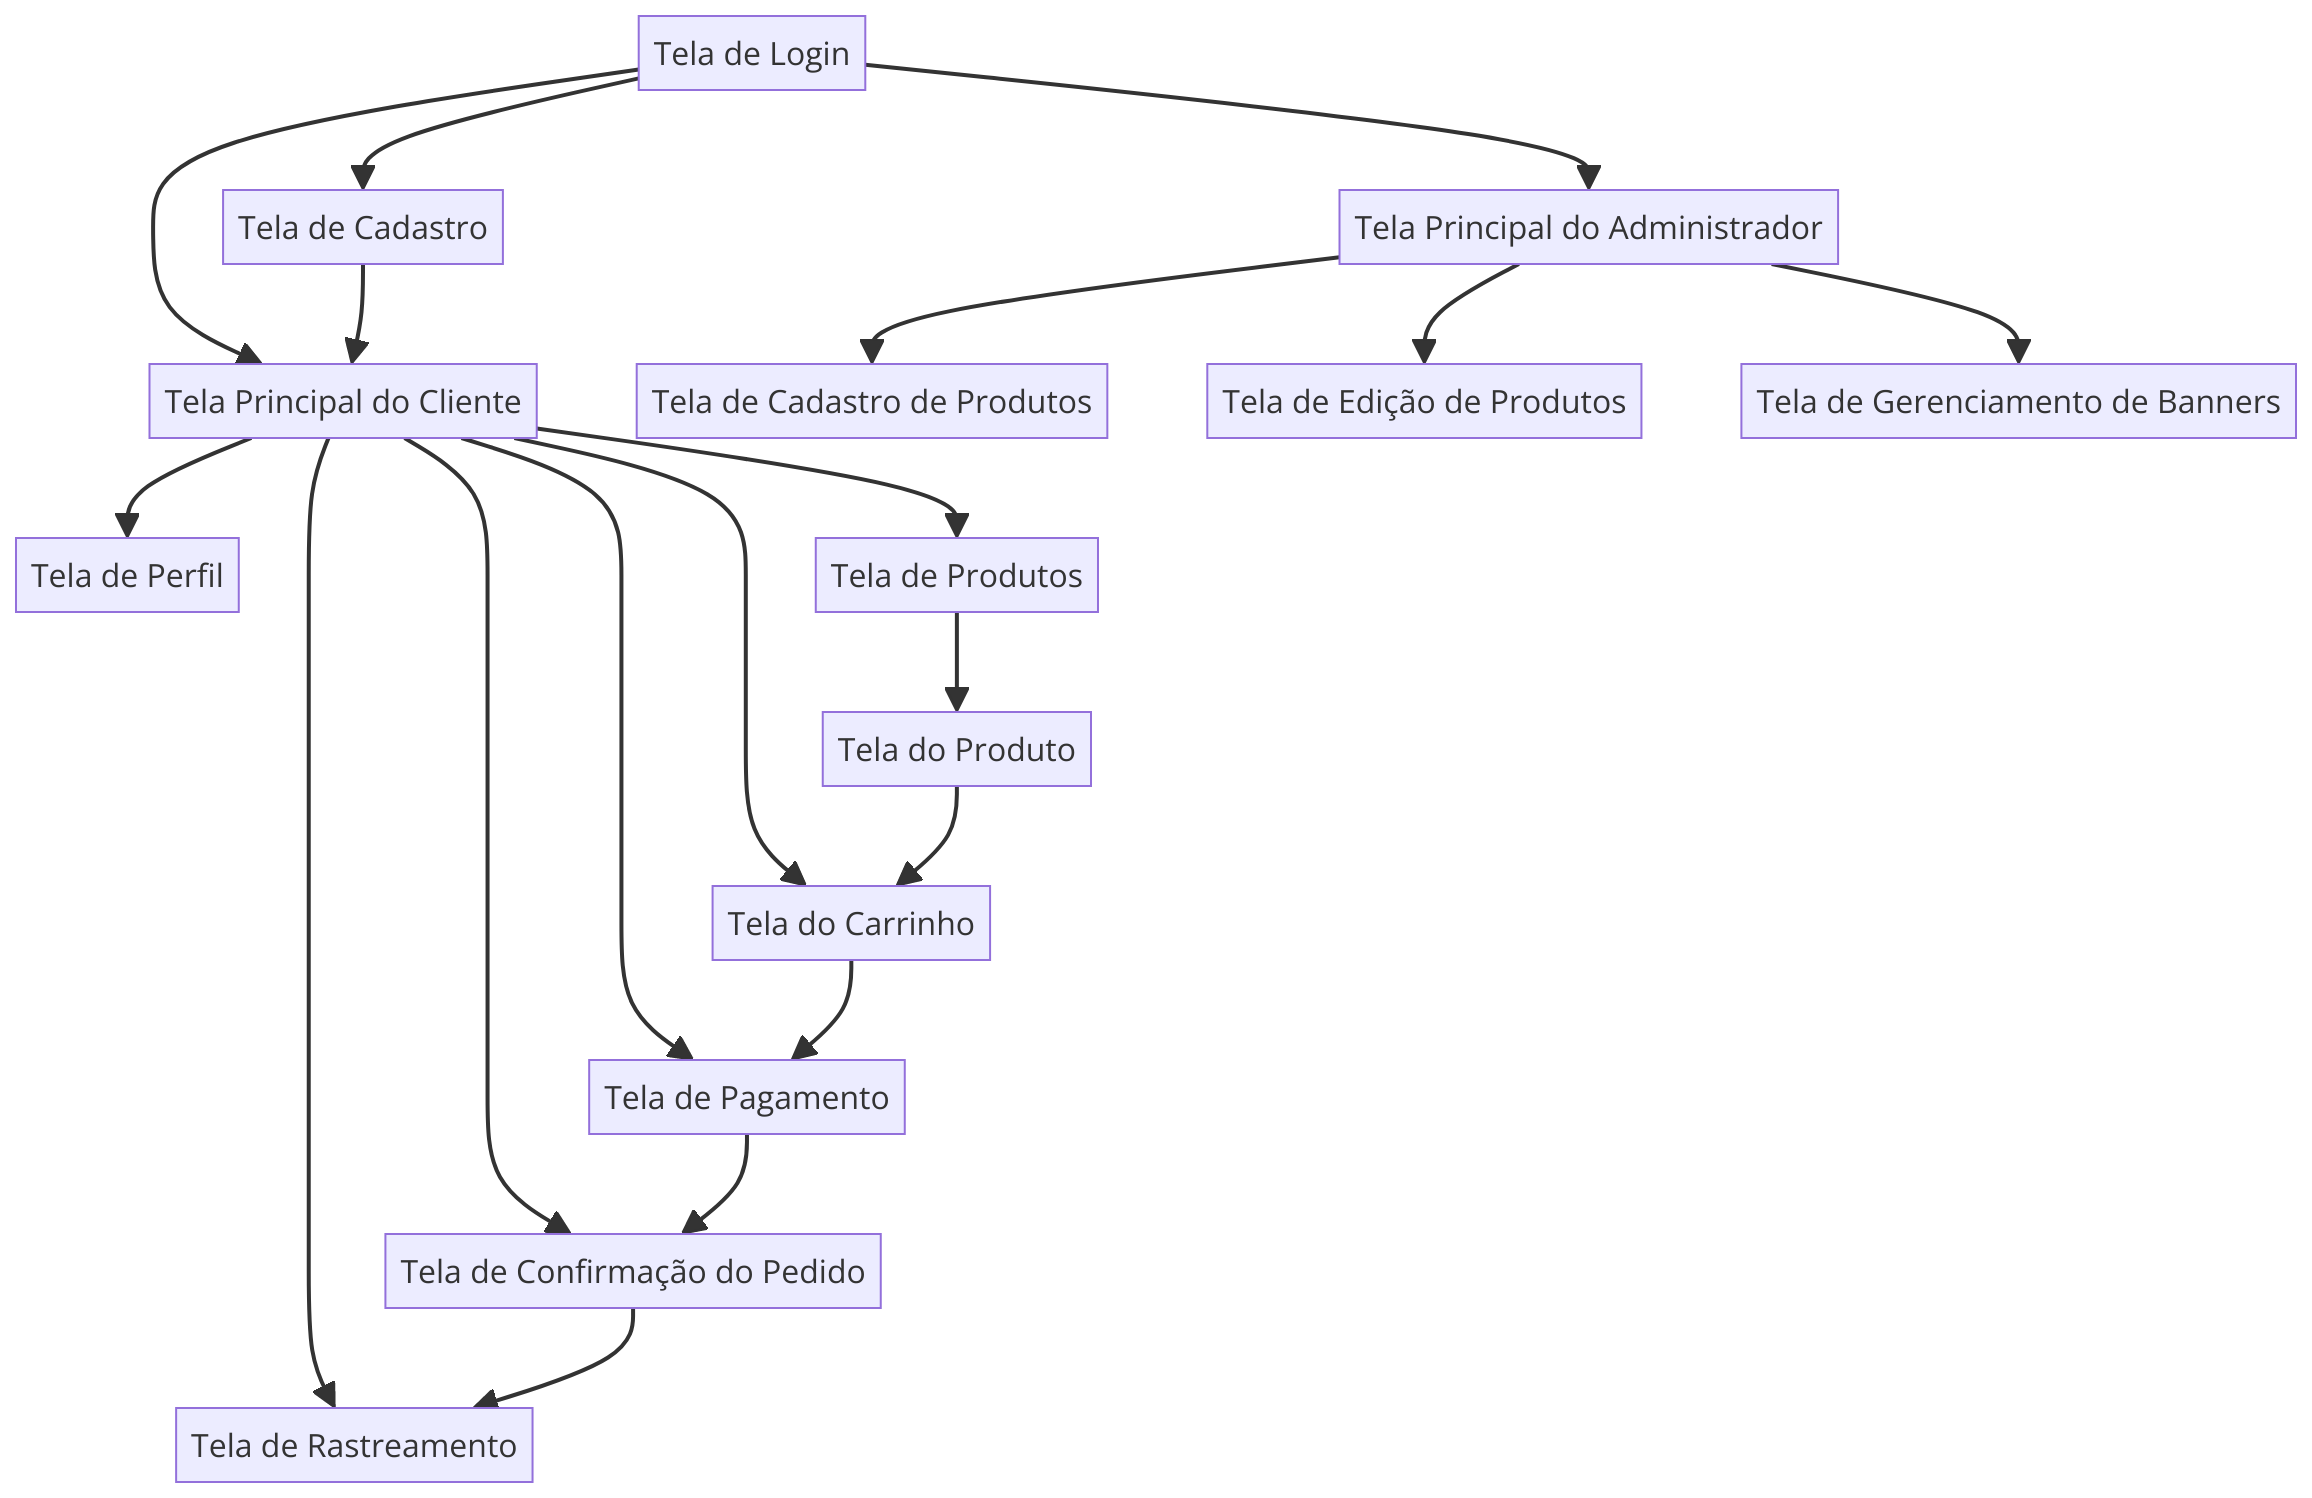 Tela de Login
Tela de Cadastro
Tela Principal do Administrador
Tela Principal do Cliente
Tela de Cadastro de Produtos
Tela de Edição de Produtos
Tela de Gerenciamento de Banners
Tela de Perfil
Tela de Produtos
Tela do Produto
Tela do Carrinho
Tela de Pagamento
Tela de Confirmação do Pedido
Tela de Rastreamento